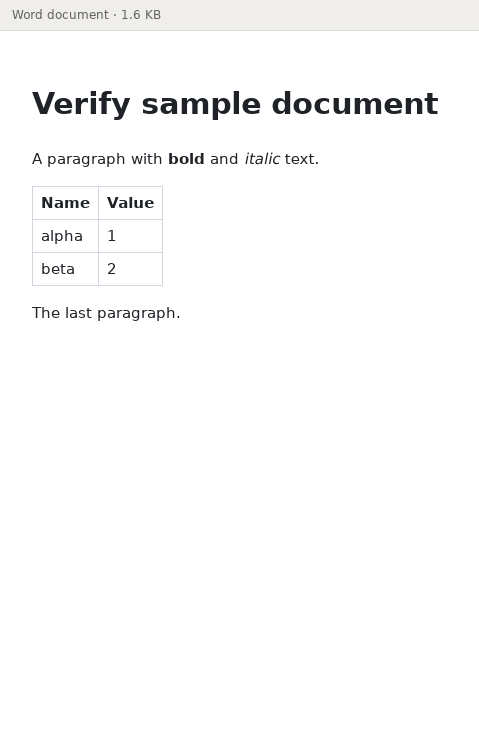 Word document · 1.6 KB
Verify sample document
A paragraph with bold and italic text.
Name Value
alpha 1
beta 2
The last paragraph.